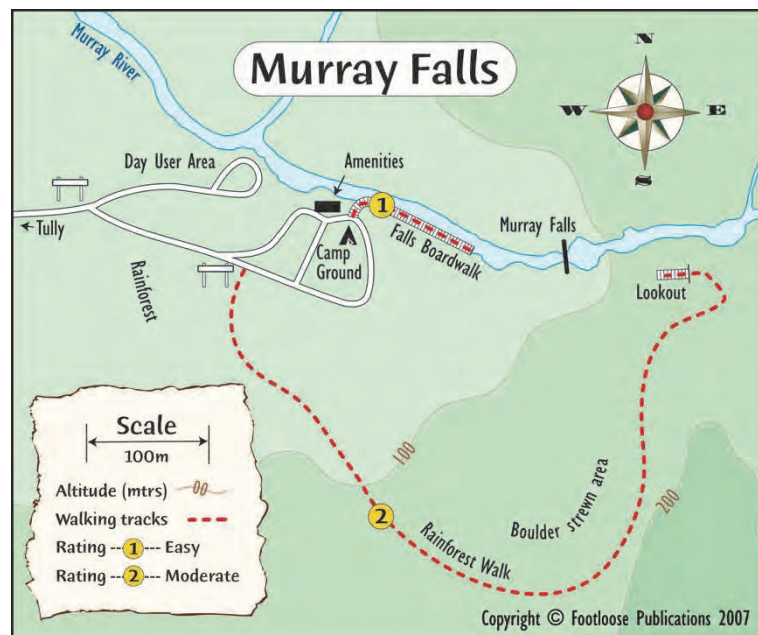 Murray Falls
Murray
River
N
W
E
S
Day User Area
Amenities
1
Murray Falls
← Tully
Camp
Ground
Falls Boardwalk
Rainforest
Lookout
Scale
100m
Altitude (mtrs) 00
Walking tracks
Rating --1--- Easy
Rating --2--- Moderate
100
200
2
Rainforest Walk
Boulder strewn area
Copyright © Footloose Publications 2007